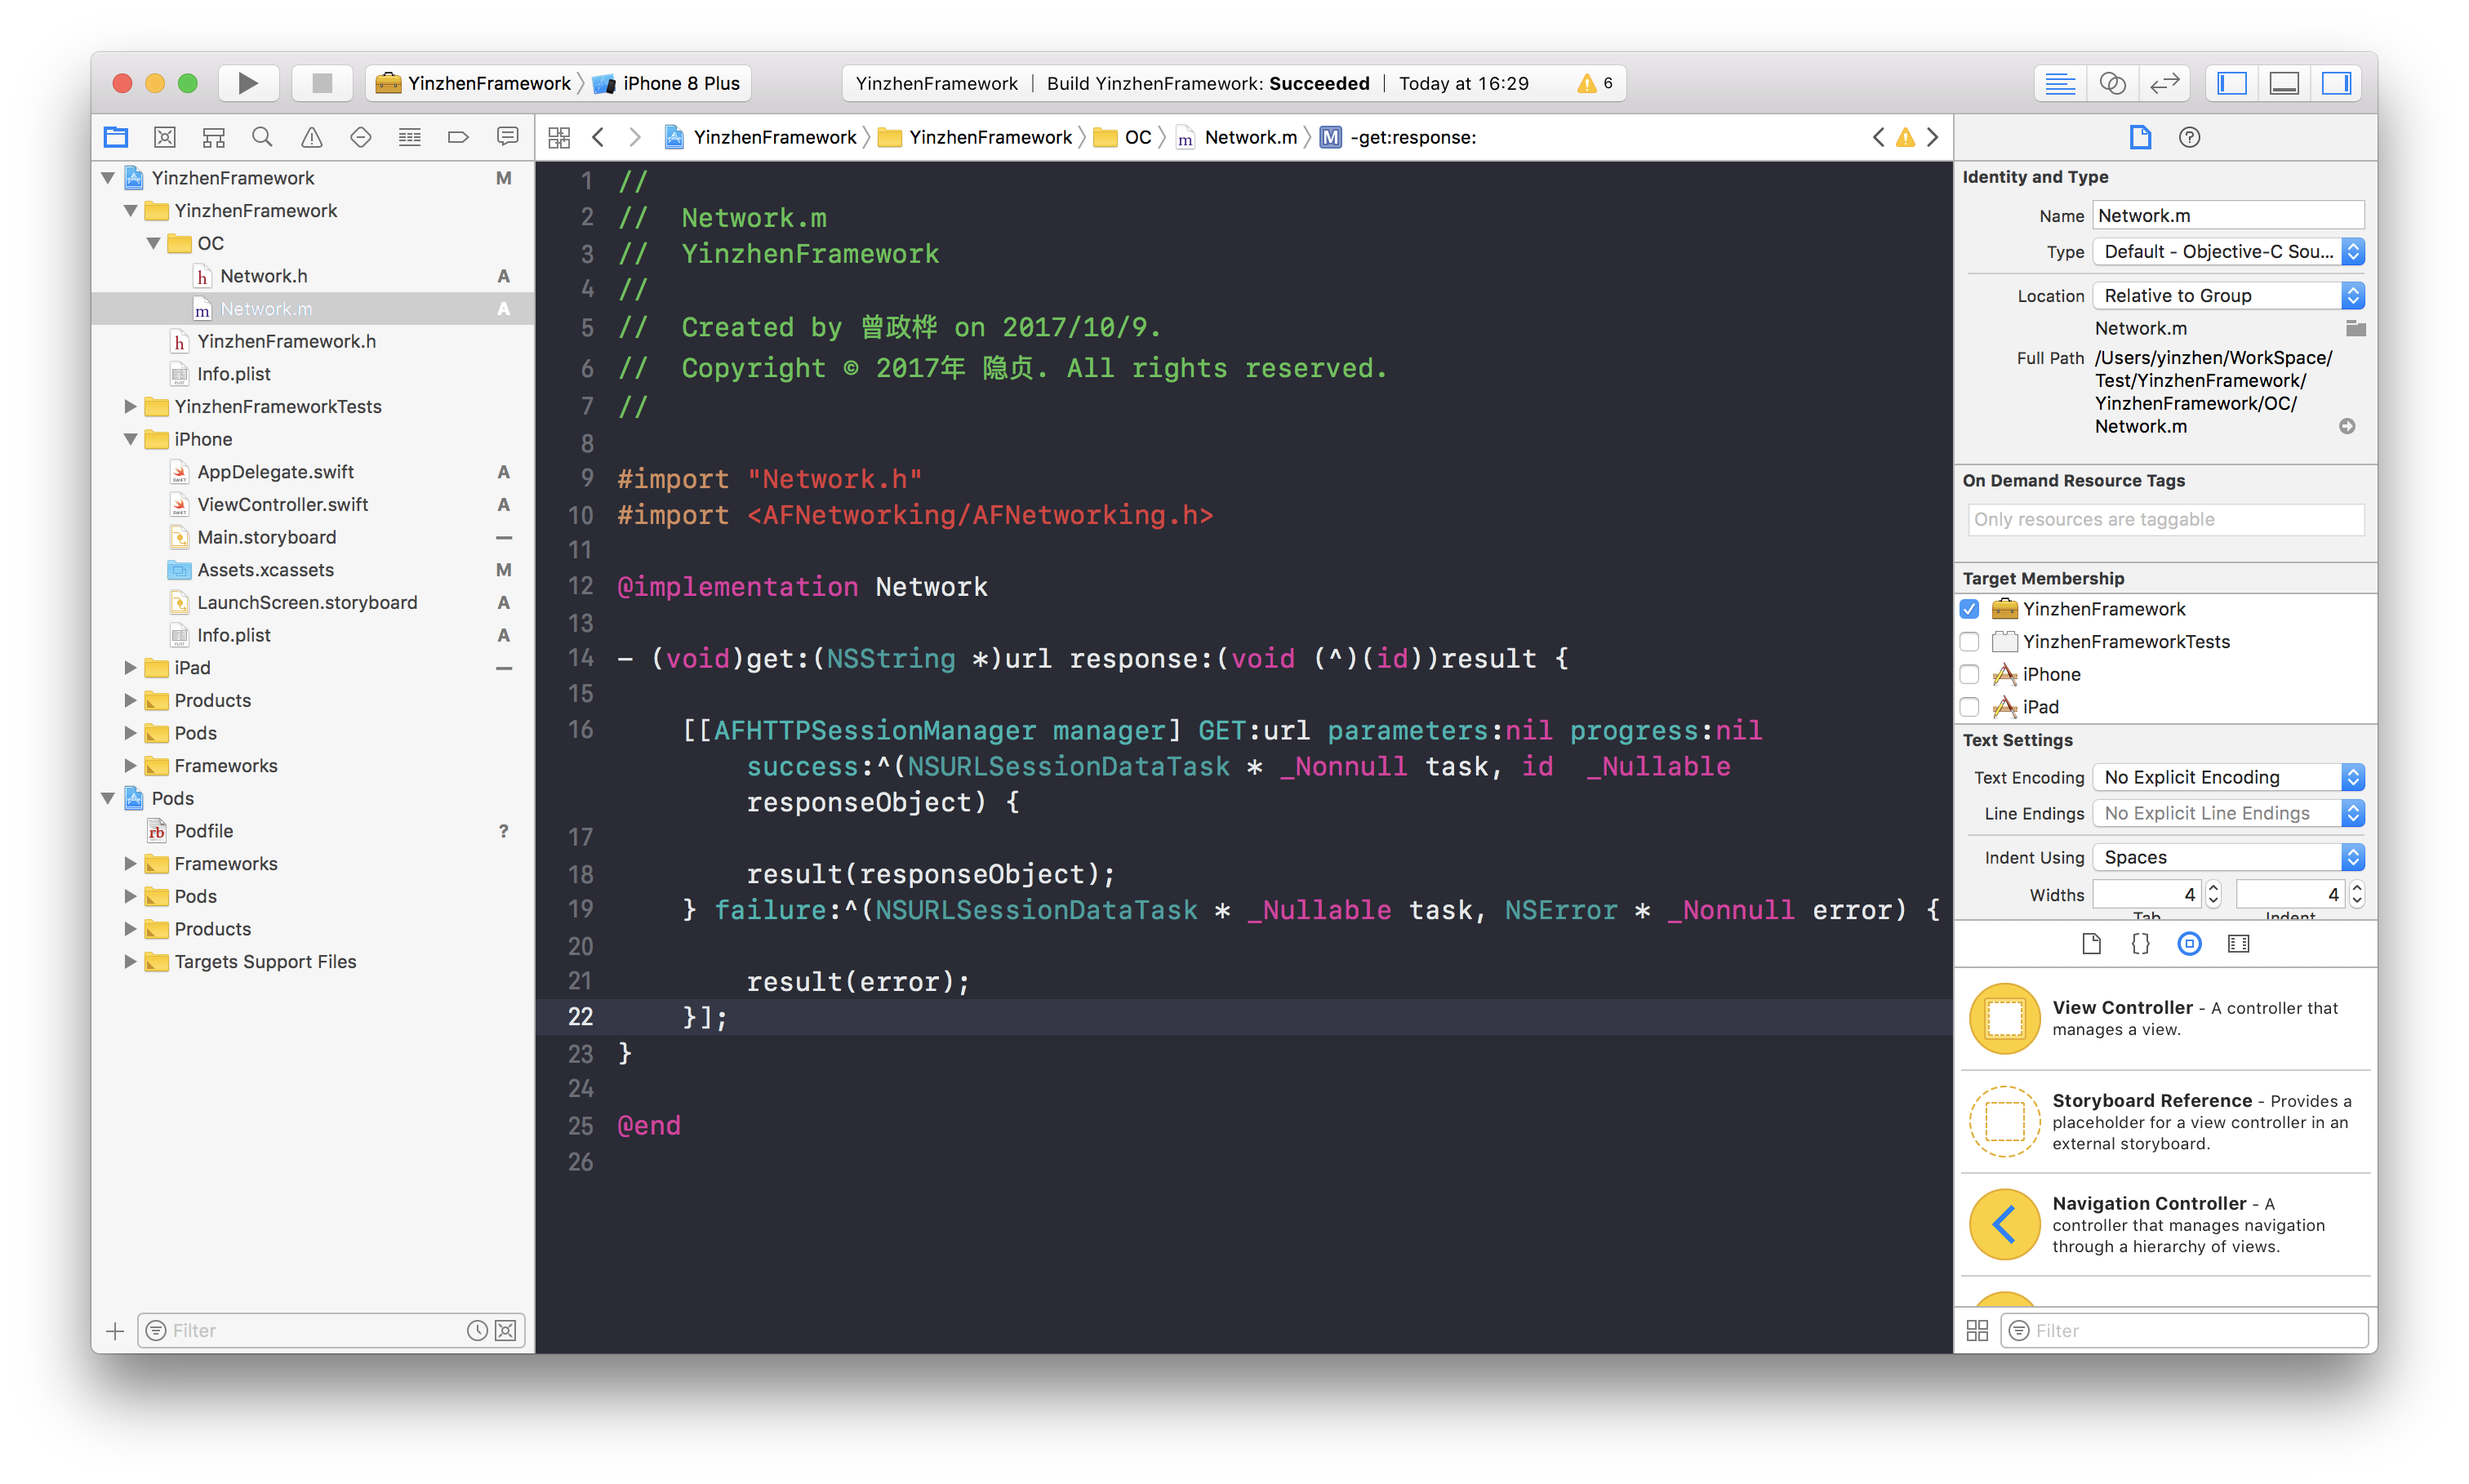 YinzhenFramework iPhone 8 Plus
YinzhenFramework | Build YinzhenFramework: Succeeded | Today at 16:29 6
YinzhenFramework YinzhenFramework OC m Network.m M -get:response:
YinzhenFramework M
YinzhenFramework
OC
h Network.h A
m Network.m A
h YinzhenFramework.h
Info.plist
YinzhenFrameworkTests
iPhone
AppDelegate.swift A
ViewController.swift A
Main.storyboard —
Assets.xcassets M
LaunchScreen.storyboard A
Info.plist A
iPad —
Products
Pods
Frameworks
Pods
rb Podfile ?
Frameworks
Pods
Products
Targets Support Files
Filter
1 //
2 //  Network.m
3 //  YinzhenFramework
4 //
5 //  Created by 曾政桦 on 2017/10/9.
6 //  Copyright © 2017年 隐贞. All rights reserved.
7 //
8
9 #import "Network.h"
10 #import <AFNetworking/AFNetworking.h>
11
12 @implementation Network
13
14 - (void)get:(NSString *)url response:(void (^)(id))result {
15
16     [[AFHTTPSessionManager manager] GET:url parameters:nil progress:nil
success:^(NSURLSessionDataTask * _Nonnull task, id  _Nullable
responseObject) {
17
18         result(responseObject);
19     } failure:^(NSURLSessionDataTask * _Nullable task, NSError * _Nonnull error) {
20
21         result(error);
22     }];
23 }
24
25 @end
26
Identity and Type
Name Network.m
Type Default - Objective-C Sou...
Location Relative to Group
Network.m
Full Path /Users/yinzhen/WorkSpace/
Test/YinzhenFramework/
YinzhenFramework/OC/
Network.m
On Demand Resource Tags
Only resources are taggable
Target Membership
YinzhenFramework
YinzhenFrameworkTests
iPhone
iPad
Text Settings
Text Encoding No Explicit Encoding
Line Endings No Explicit Line Endings
Indent Using Spaces
Widths 4 4
Tab Indent
View Controller - A controller that
manages a view.
Storyboard Reference - Provides a
placeholder for a view controller in an
external storyboard.
Navigation Controller - A
controller that manages navigation
through a hierarchy of views.
Filter